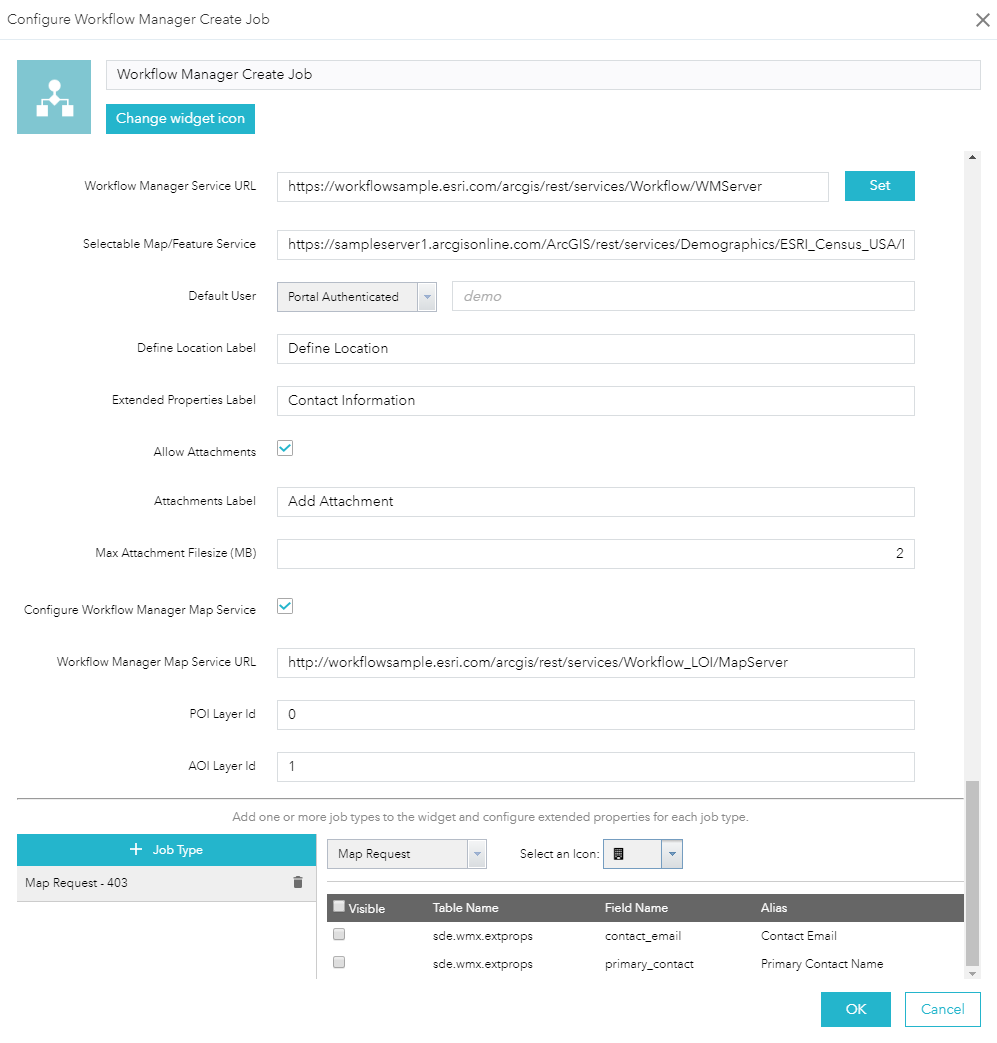 Configure Workflow Manager Create Job
Workflow Manager Create Job
Change widget icon
Workflow Manager Service URL https://workflowsample.esri.com/arcgis/rest/services/Workflow/WMServer Set
Selectable Map/Feature Service https://sampleserver1.arcgisonline.com/ArcGIS/rest/services/Demographics/ESRI_Census_USA/
Default User Portal Authenticated demo
Define Location Label Define Location
Extended Properties Label Contact Information
Allow Attachments
Attachments Label Add Attachment
Max Attachment Filesize (MB) 2
Configure Workflow Manager Map Service
Workflow Manager Map Service URL http://workflowsample.esri.com/arcgis/rest/services/Workflow_LOI/MapServer
POI Layer Id 0
AOI Layer Id 1
Add one or more job types to the widget and configure extended properties for each job type.
+ Job Type Map Request Select an Icon:
Map Request - 403
Visible Table Name Field Name Alias
sde.wmx.extprops contact_email Contact Email
sde.wmx.extprops primary_contact Primary Contact Name
OK Cancel